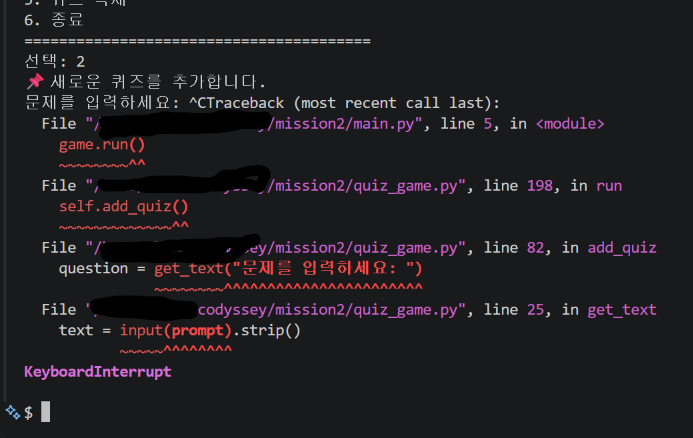 6. 종료
========================================
선택: 2
📌 새로운 퀴즈를 추가합니다.
문제를 입력하세요: ^CTraceback (most recent call last):
File "/ /mission2/main.py", line 5, in <module>
game.run()
~~~~~~~~^^
File "/ /mission2/quiz_game.py", line 198, in run
self.add_quiz()
~~~~~~~~~~~~~^^
File "/ /mission2/quiz_game.py", line 82, in add_quiz
question = get_text("문제를 입력하세요: ")
~~~~~~~~^^^^^^^^^^^^^^^^^^^^^^^
File " codyssey/mission2/quiz_game.py", line 25, in get_text
text = input(prompt).strip()
~~~~~^^^^^^^^
KeyboardInterrupt
$